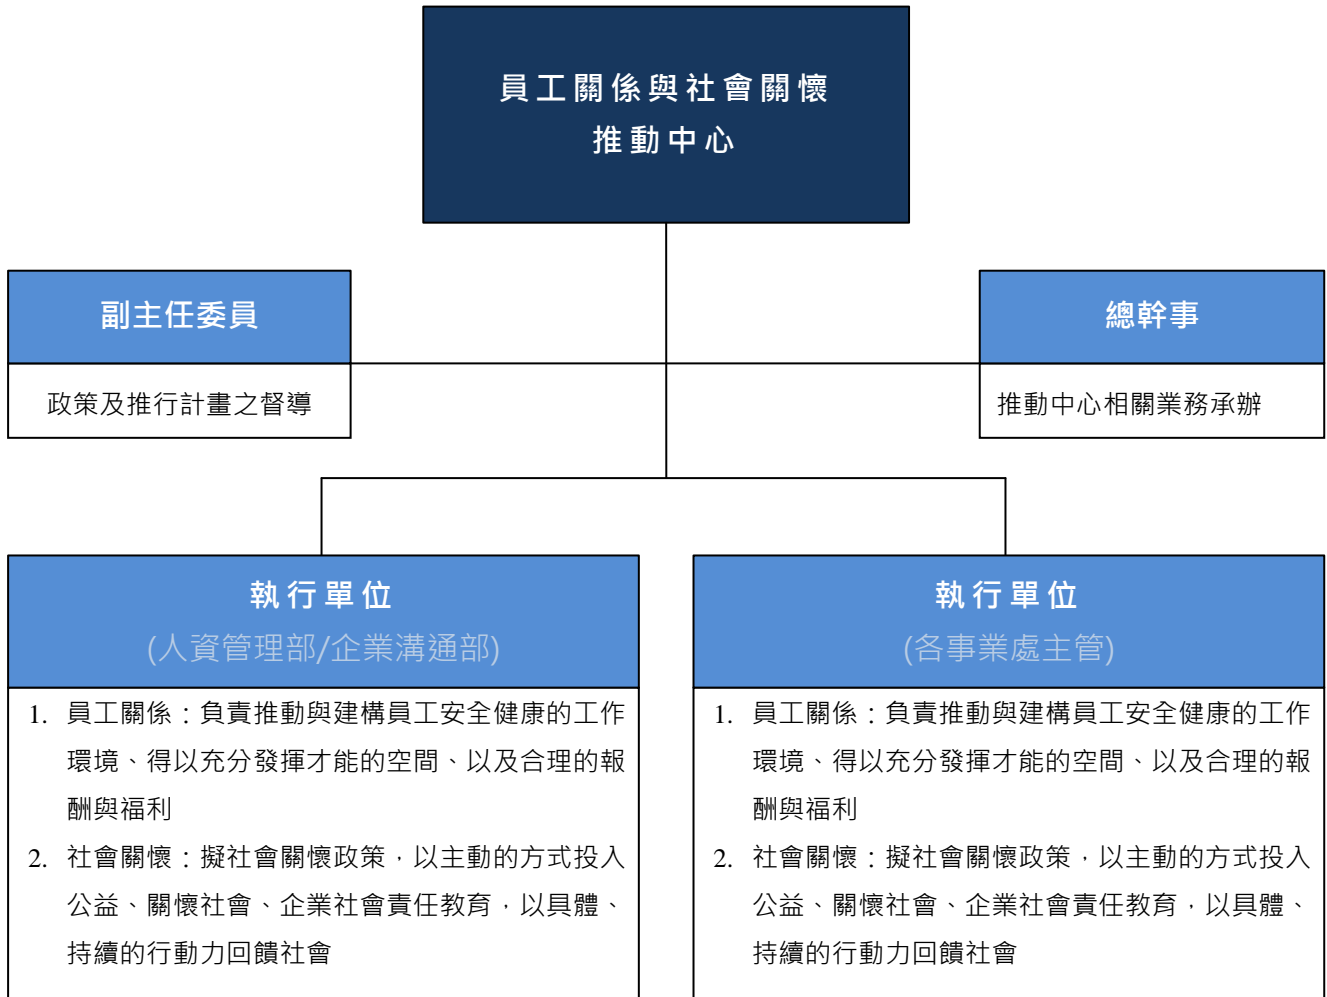 員工關係與社會關懷
推動中心
副主任委員
政策及推行計畫之督導
總幹事
推動中心相關業務承辦
執行單位
(人資管理部/企業溝通部)
1. 員工關係：負責推動與建構員工安全健康的工作
環境、得以充分發揮才能的空間、以及合理的報
酬與福利
2. 社會關懷：擬社會關懷政策，以主動的方式投入
公益、關懷社會、企業社會責任教育，以具體、
持續的行動力回饋社會
執行單位
(各事業處主管)
1. 員工關係：負責推動與建構員工安全健康的工作
環境、得以充分發揮才能的空間、以及合理的報
酬與福利
2. 社會關懷：擬社會關懷政策，以主動的方式投入
公益、關懷社會、企業社會責任教育，以具體、
持續的行動力回饋社會